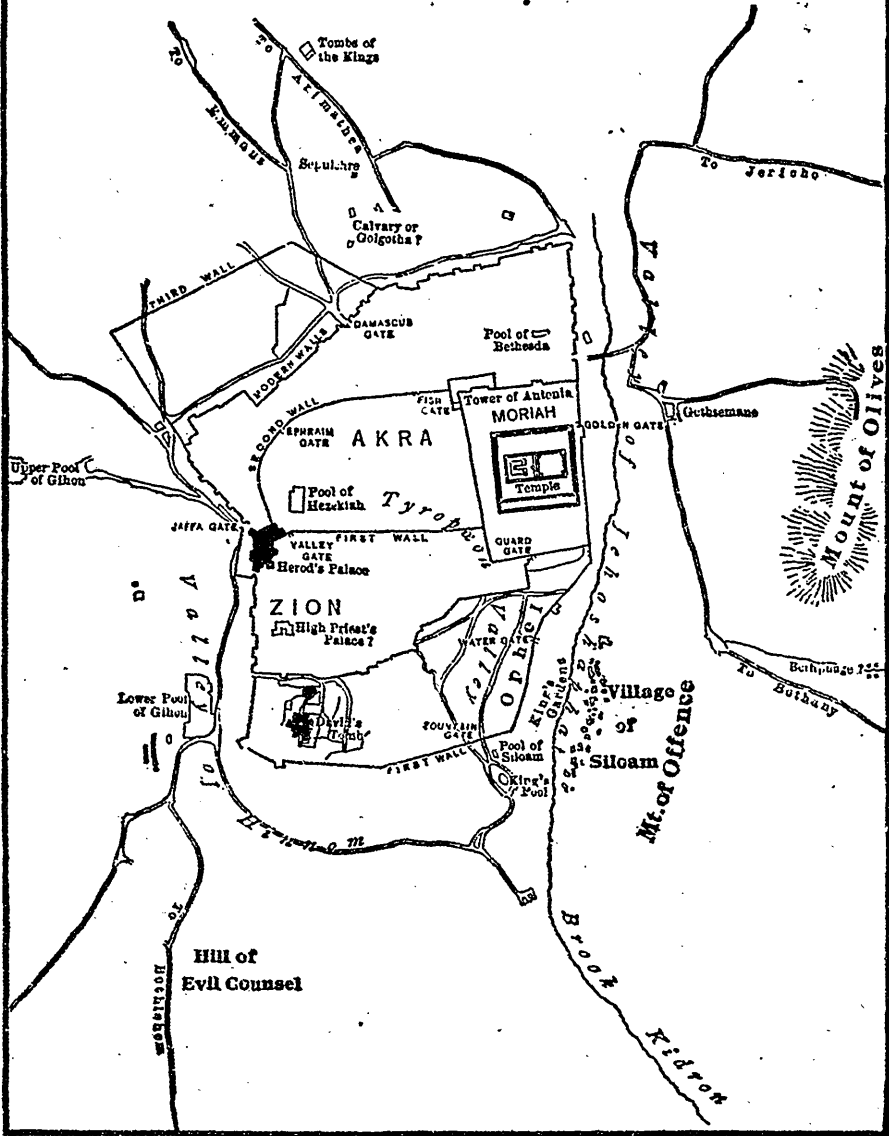 Tombs of
the Kings
To Arimathea
To Emmaus
Sepulchre
Calvary or
Golgotha ?
To Jericho
THIRD WALL
DAMASCUS
GATE
MODERN WALLS
Pool of
Bethesda
Valley of Jehoshaphat
Mount of Olives
FISH
GATE
Tower of Antonia
MORIAH
SECOND WALL
EPHRAIM
GATE
AKRA
GOLDEN GATE
Gethsemane
Temple
Upper Pool
of Gihon
Pool of
Hezekiah
Tyropœon
Valley
JAFFA GATE
VALLEY
GATE
FIRST WALL
GUARD
GATE
Herod's Palace
ZION
High Priest's
Palace ?
WATER GATE
Ophel
Valley of Hinnom
King's
Gardens
Bethphage ?
To Bethany
Lower Pool
of Gihon
David's
Tomb
FOUNTAIN
GATE
FIRST WALL
Pool of
Siloam
King's
Pool
Village
of
Siloam
Mt. of Offence
To Bethlehem
Hill of
Evil Counsel
Brook Kidron